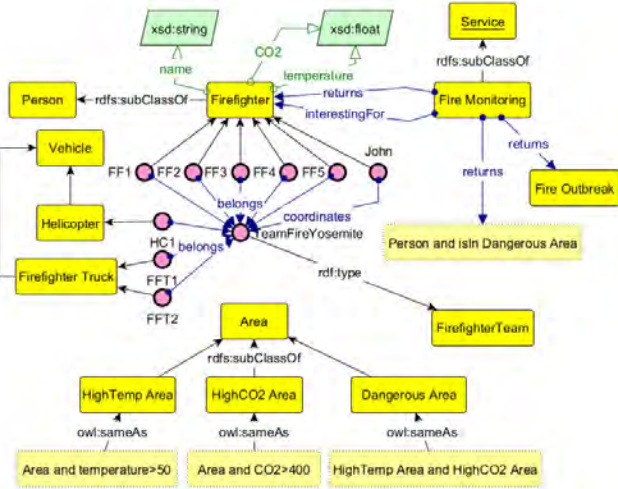 xsd:string
CO2
xsd:float
Service
name
temperature
rdfs:subClassOf
Person
rdfs:subClassOf
Firefighter
returns
interestingFor
Fire Monitoring
Vehicle
returns
FF1
FF2
FF3
FF4
FF5
John
returns
Fire Outbreak
belongs
Helicopter
coordinates
HC1
belongs
TeamFireYosemite
Person and isIn Dangerous Area
Firefighter Truck
FFT1
rdf:type
FFT2
Area
FirefighterTeam
rdfs:subClassOf
HighTemp Area
HighCO2 Area
Dangerous Area
owl:sameAs
owl:sameAs
owl:sameAs
Area and temperature>50
Area and CO2>400
HighTemp Area and HighCO2 Area